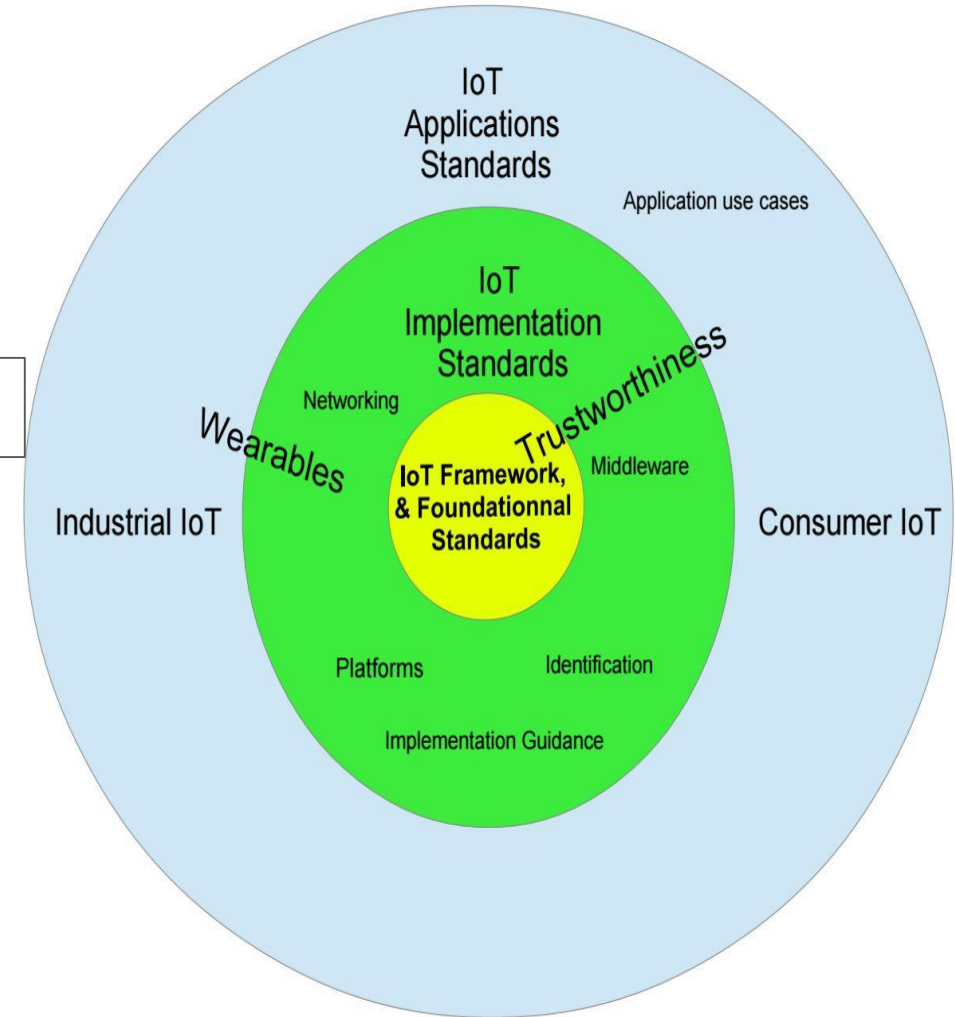 IoT
Applications
Standards
Application use cases
IoT
Implementation
Standards
Trustworthiness
Networking
Wearables
Middleware
IoT Framework,
& Foundationnal
Standards
Industrial IoT
Consumer IoT
Platforms
Identification
Implementation Guidance